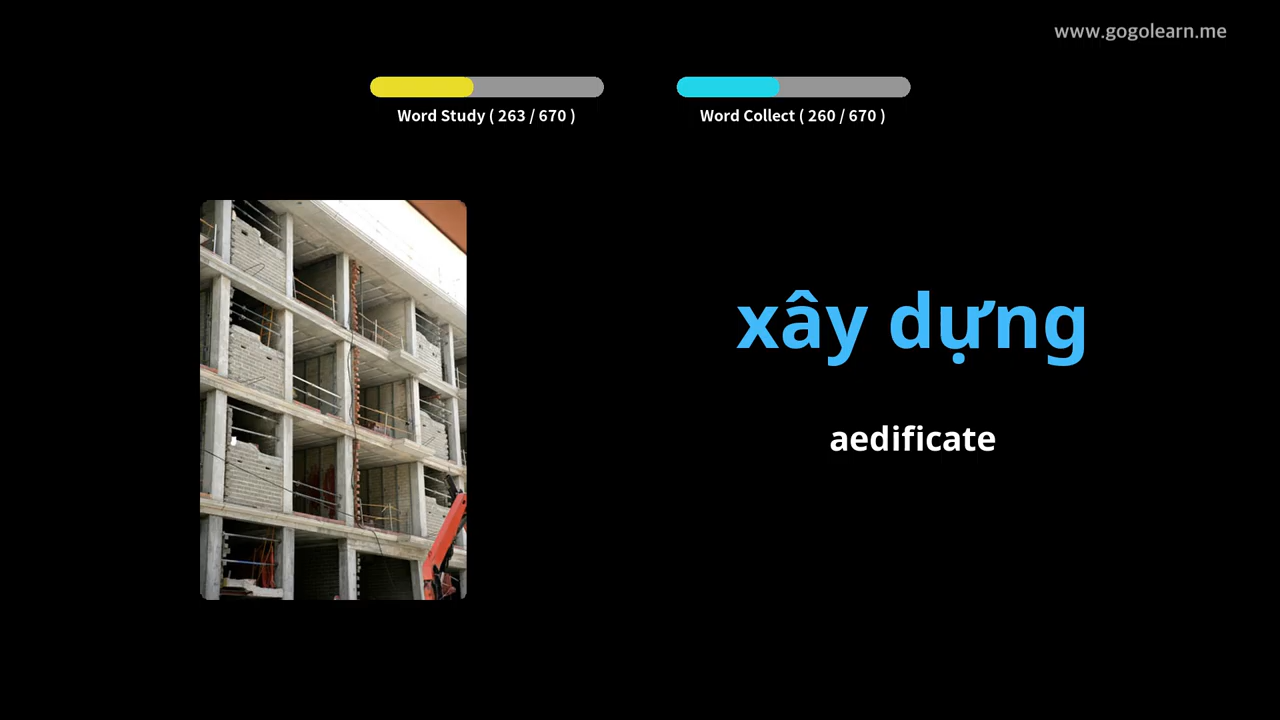 www.gogolearn.me
Word Study ( 263 / 670 )
Word Collect ( 260 / 670 )
xây dựng
aedificate